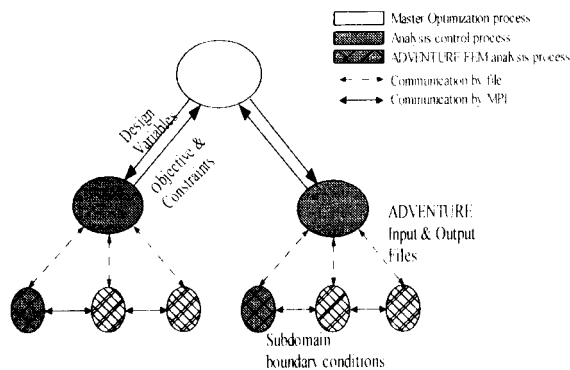 Master Optimization process
Analysis control process
ADVENTURE FEM analysis process
Communication by file
Communication by MPI
Design
Variables
Objective &
Constraints
ADVENTURE
Input & Output
Files
Subdomain
boundary conditions